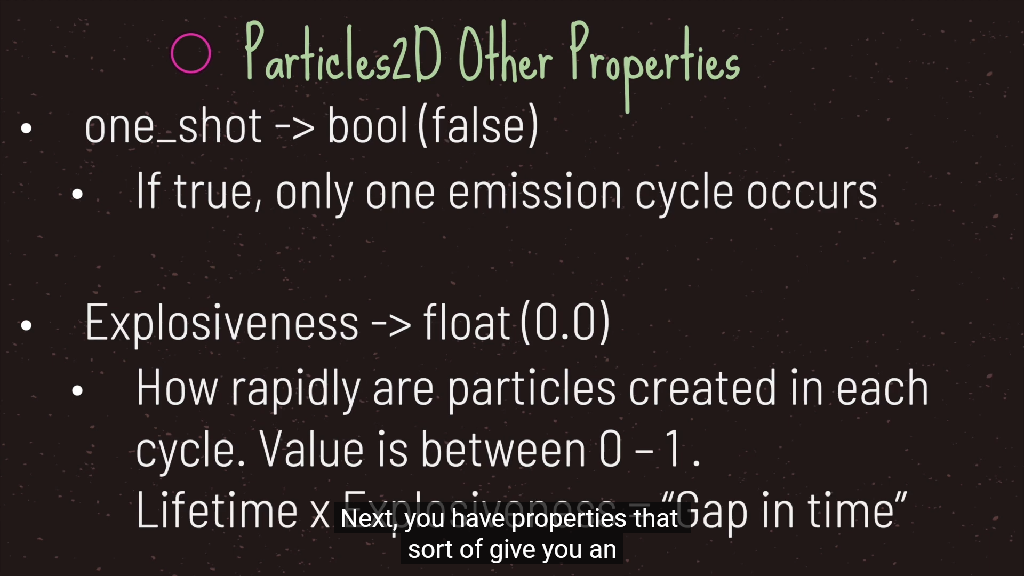 Particles2D Other Properties
• one_shot -> bool (false)
• If true, only one emission cycle occurs
• Explosiveness -> float (0.0)
• How rapidly are particles created in each
cycle. Value is between 0 – 1.
Lifetime x Explosiveness = “Gap in time”
Next, you have properties that
sort of give you an